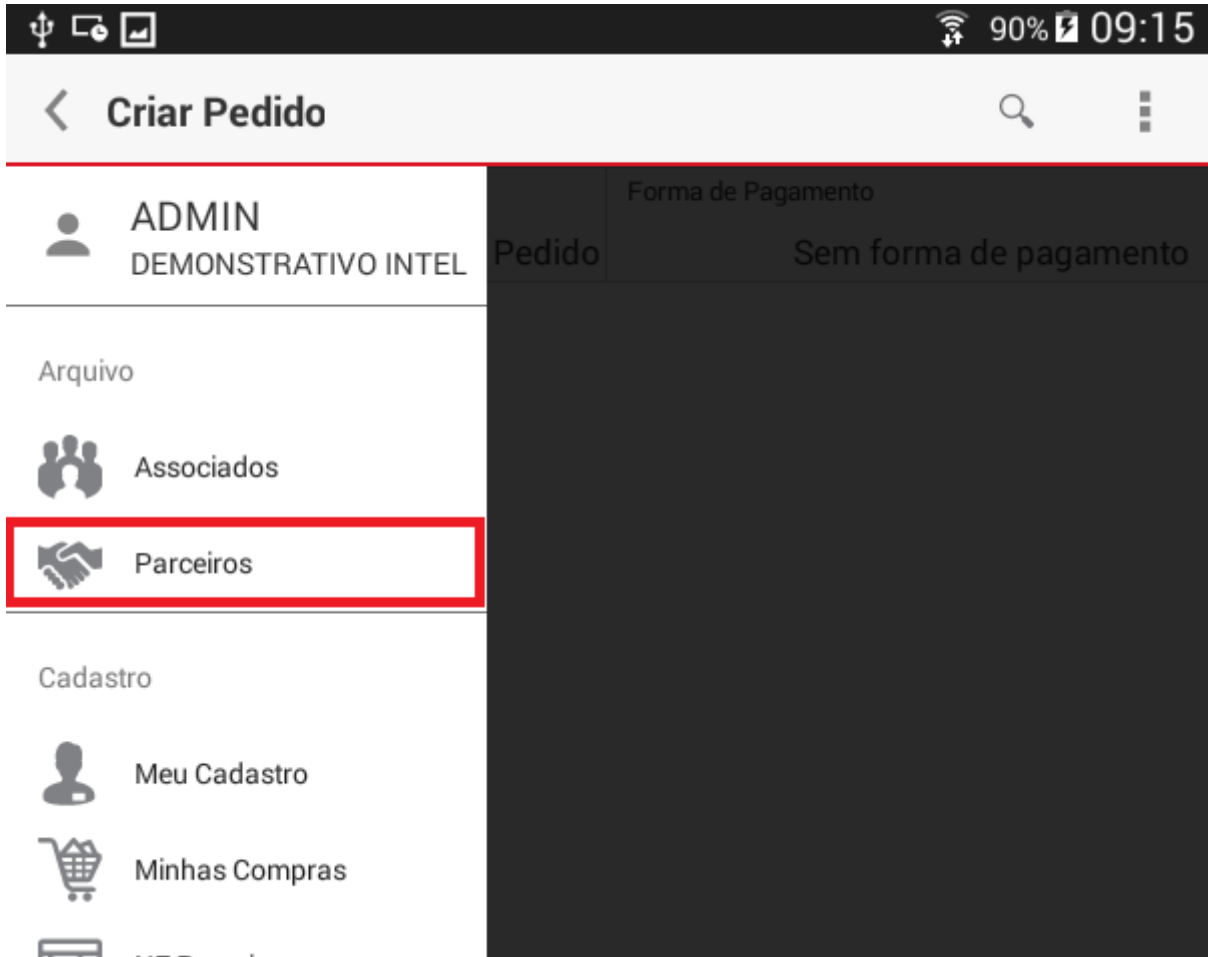 90% 09:15
Criar Pedido
ADMIN
DEMONSTRATIVO INTEL
Forma de Pagamento
Pedido
Sem forma de pagamento
Arquivo
Associados
Parceiros
Cadastro
Meu Cadastro
Minhas Compras